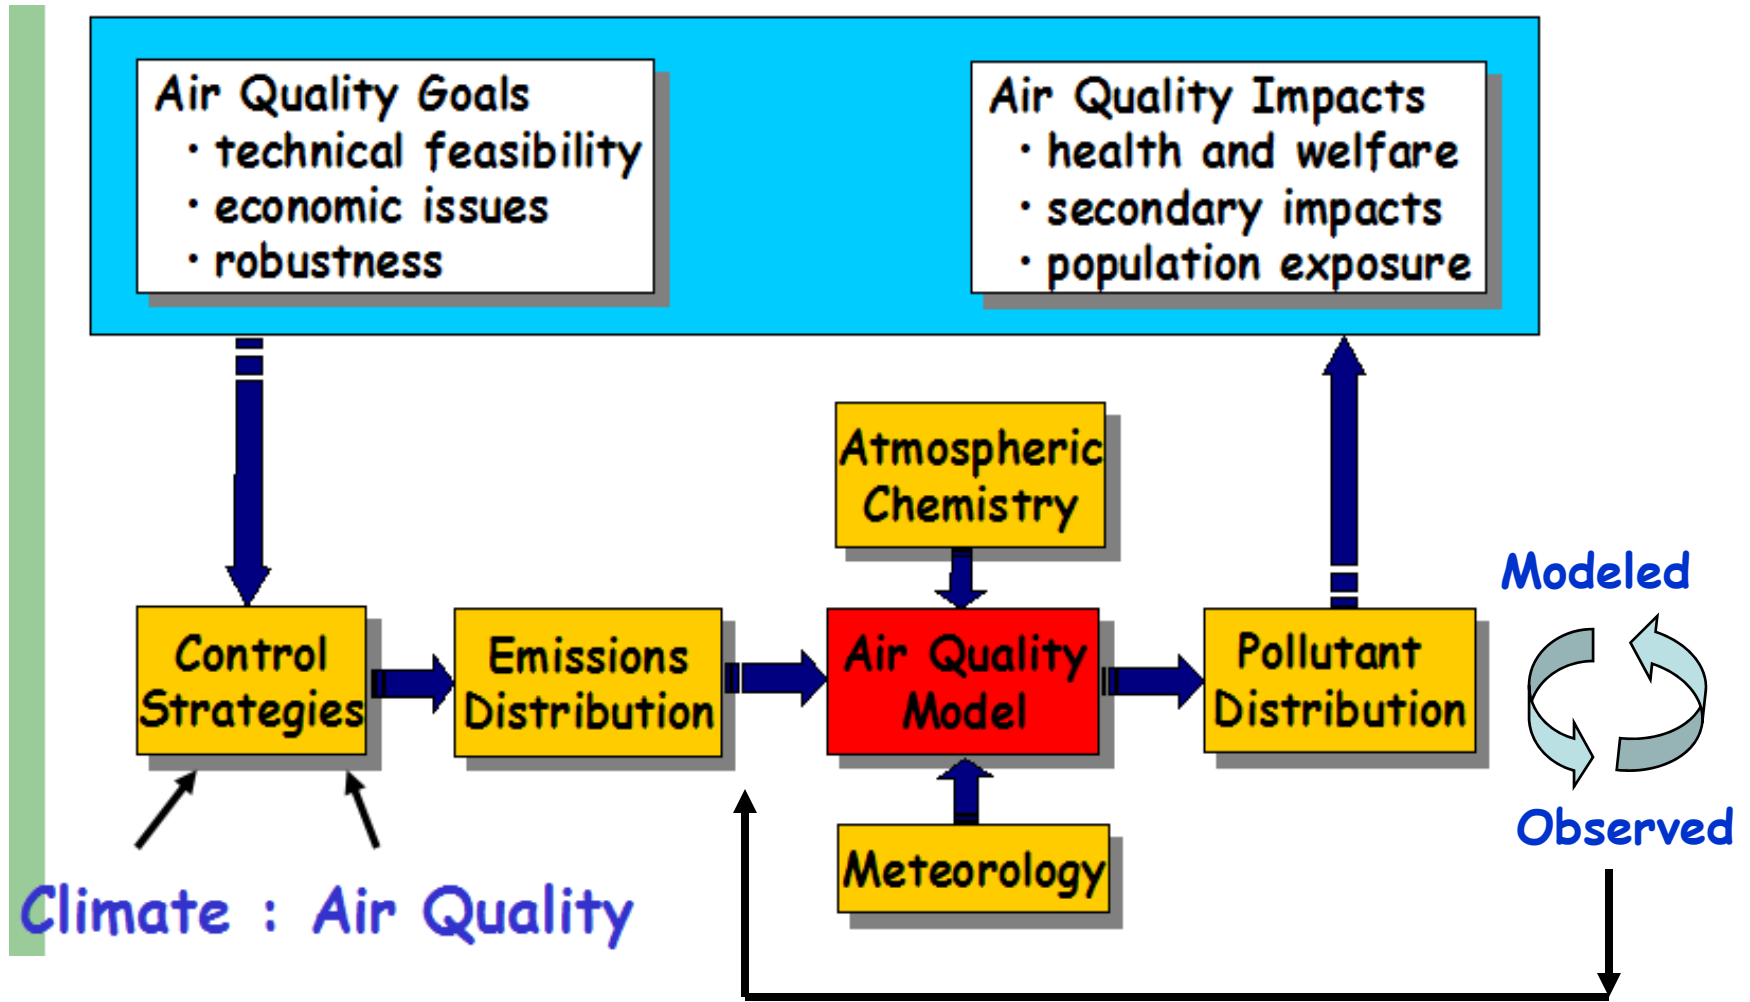 Air Quality Goals
· technical feasibility
· economic issues
· robustness
Air Quality Impacts
· health and welfare
· secondary impacts
· population exposure
Atmospheric
Chemistry
Modeled
Control
Strategies
Emissions
Distribution
Air Quality
Model
Pollutant
Distribution
Observed
Meteorology
Climate : Air Quality